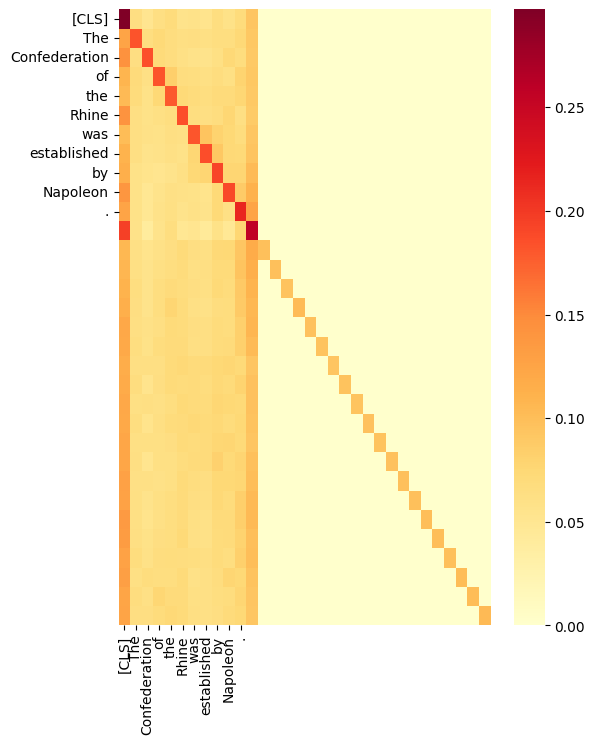 [CLS]
The
Confederation
of
the
Rhine
was
established
by
Napoleon
.
0.25
0.20
0.15
0.10
0.05
0.00
[CLS]
The
Confederation
of
the
Rhine
was
established
by
Napoleon
.